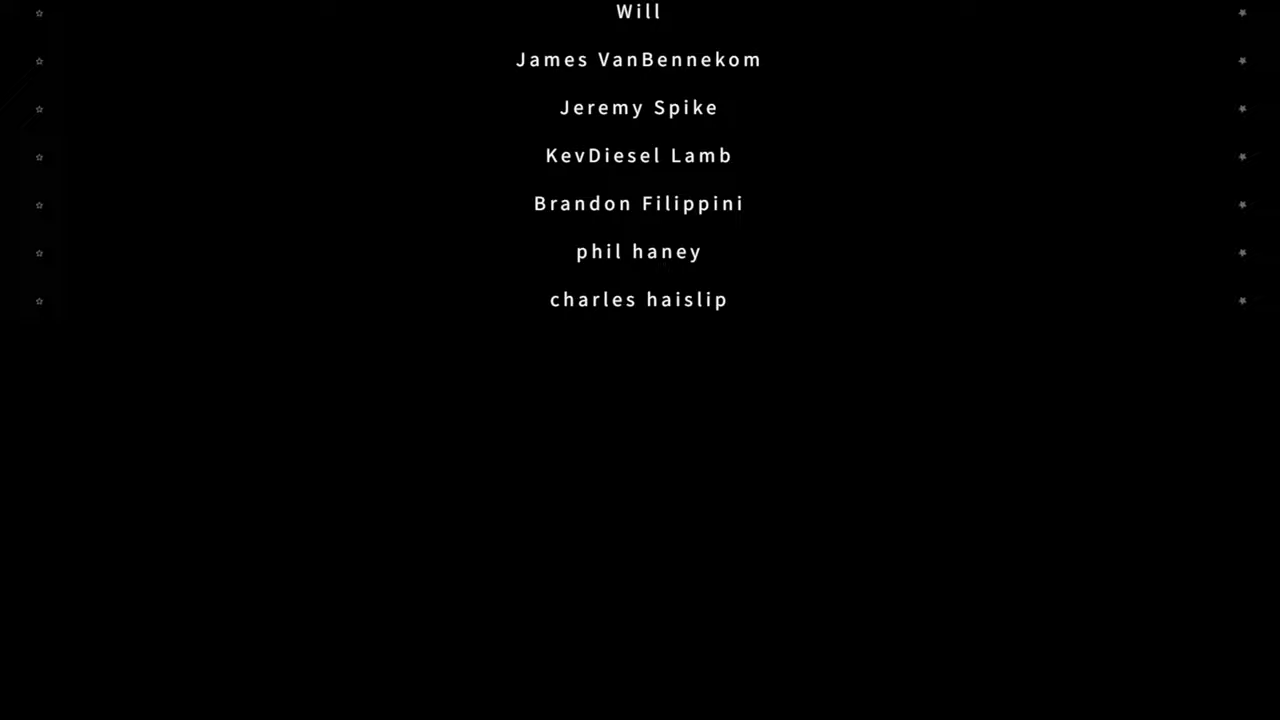 Will
James VanBennekom
Jeremy Spike
KevDiesel Lamb
Brandon Filippini
phil haney
charles haislip